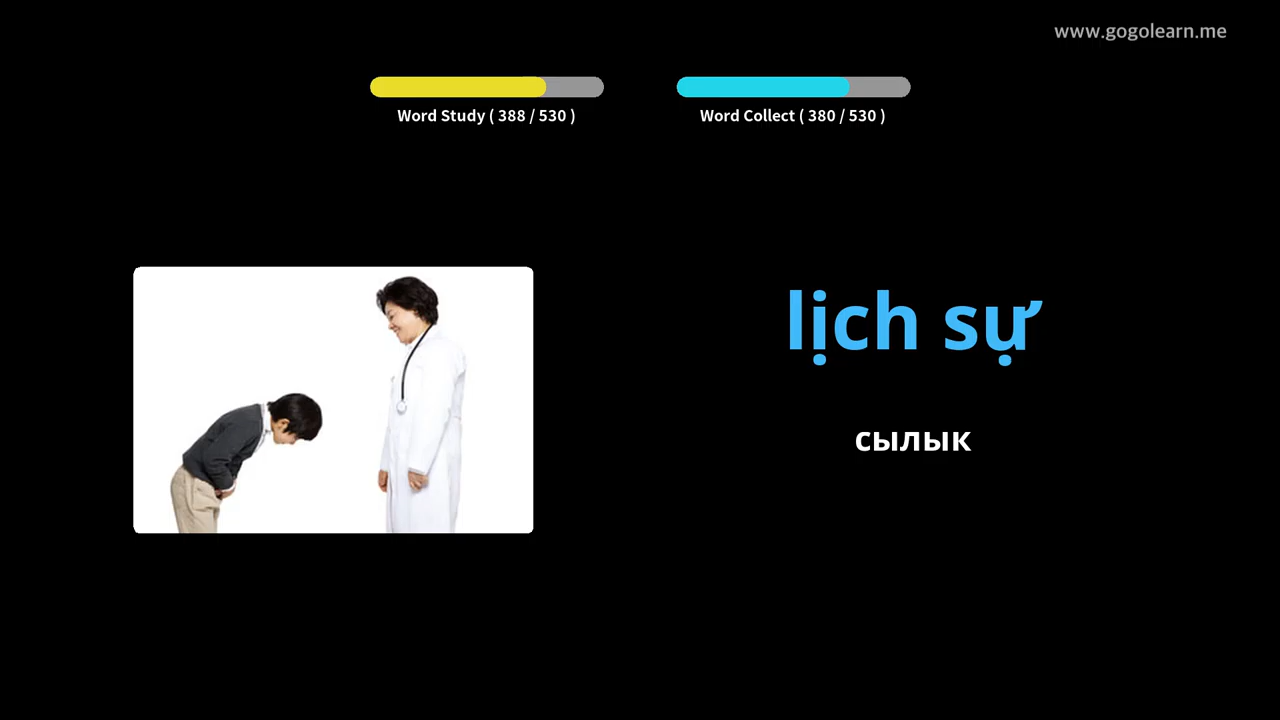 www.gogolearn.me
Word Study ( 388 / 530 )
Word Collect ( 380 / 530 )
lịch sự
сылык